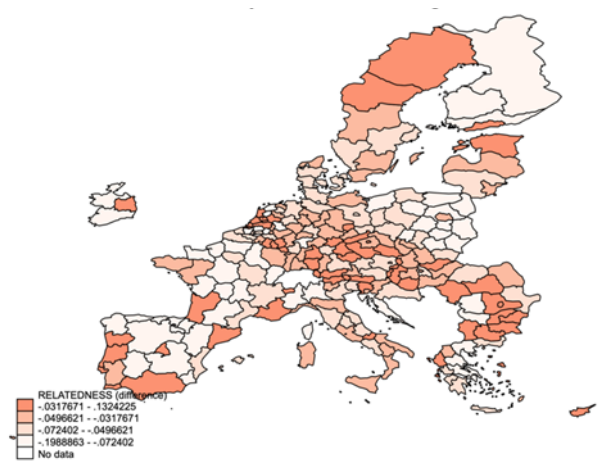 RELATEDNESS (difference)
-.0317671 - .1324225
-.0496621 - -.0317671
-.072402 - -.0496621
-.1988863 - -.072402
No data